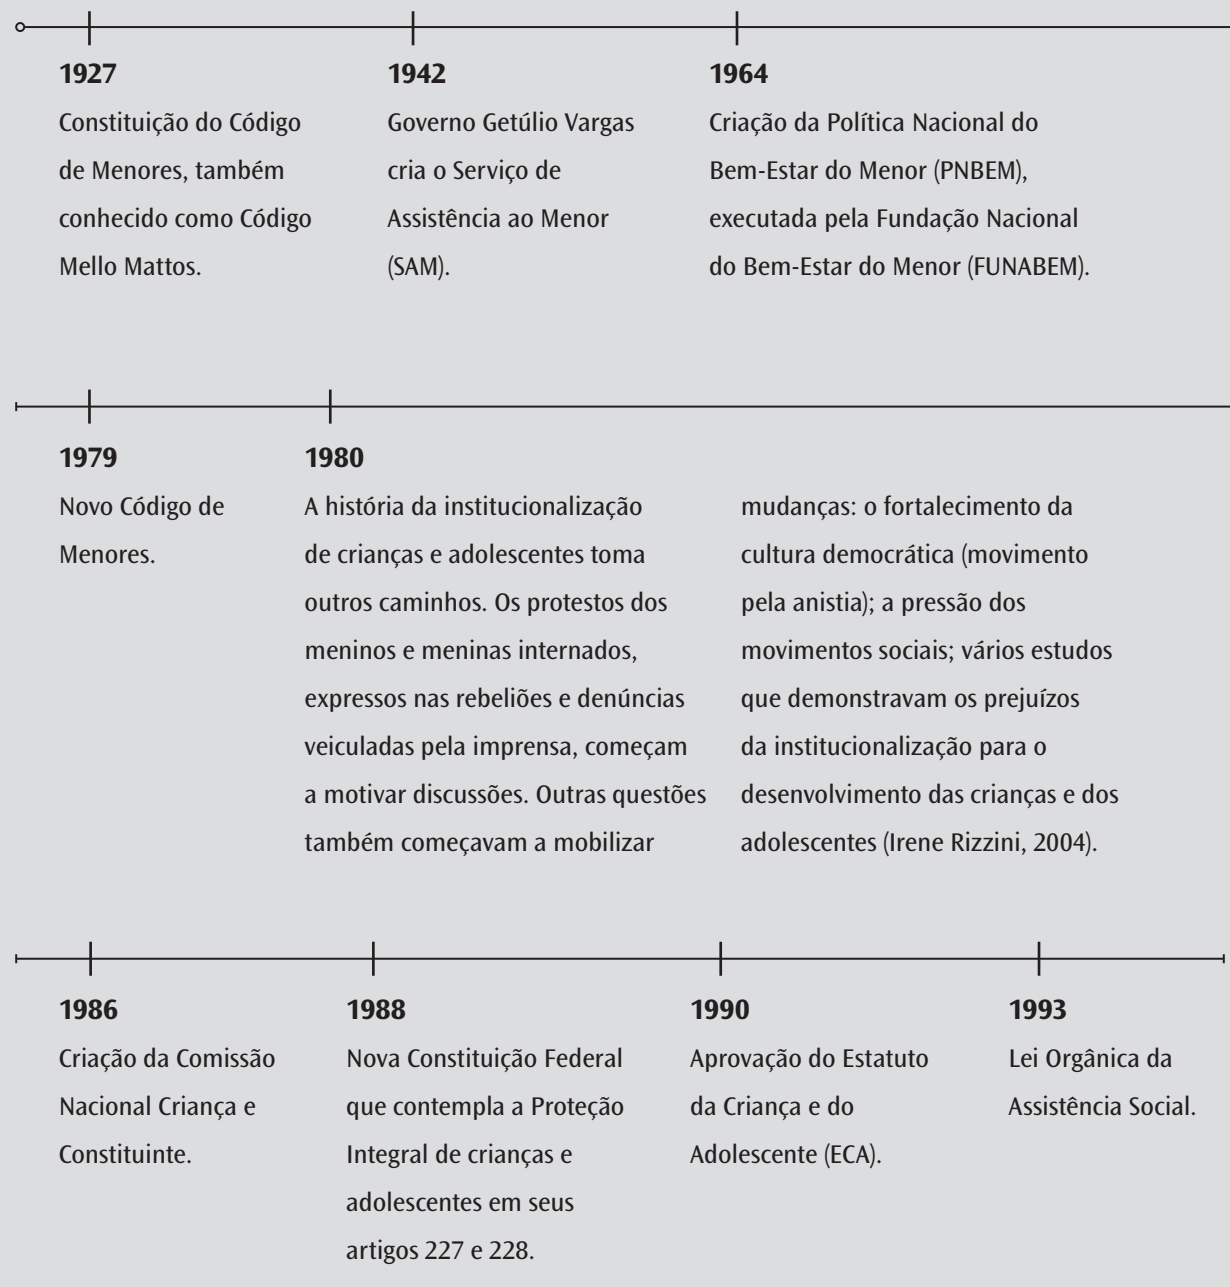 1927
Constituição do Código
de Menores, também
conhecido como Código
Mello Mattos.
1942
Governo Getúlio Vargas
cria o Serviço de
Assistência ao Menor
(SAM).
1964
Criação da Política Nacional do
Bem-Estar do Menor (PNBEM),
executada pela Fundação Nacional
do Bem-Estar do Menor (FUNABEM).
1979
Novo Código de
Menores.
1980
A história da institucionalização
de crianças e adolescentes toma
outros caminhos. Os protestos dos
meninos e meninas internados,
expressos nas rebeliões e denúncias
veiculadas pela imprensa, começam
a motivar discussões. Outras questões
também começavam a mobilizar
mudanças: o fortalecimento da
cultura democrática (movimento
pela anistia); a pressão dos
movimentos sociais; vários estudos
que demonstravam os prejuízos
da institucionalização para o
desenvolvimento das crianças e dos
adolescentes (Irene Rizzini, 2004).
1986
Criação da Comissão
Nacional Criança e
Constituinte.
1988
Nova Constituição Federal
que contempla a Proteção
Integral de crianças e
adolescentes em seus
artigos 227 e 228.
1990
Aprovação do Estatuto
da Criança e do
Adolescente (ECA).
1993
Lei Orgânica da
Assistência Social.